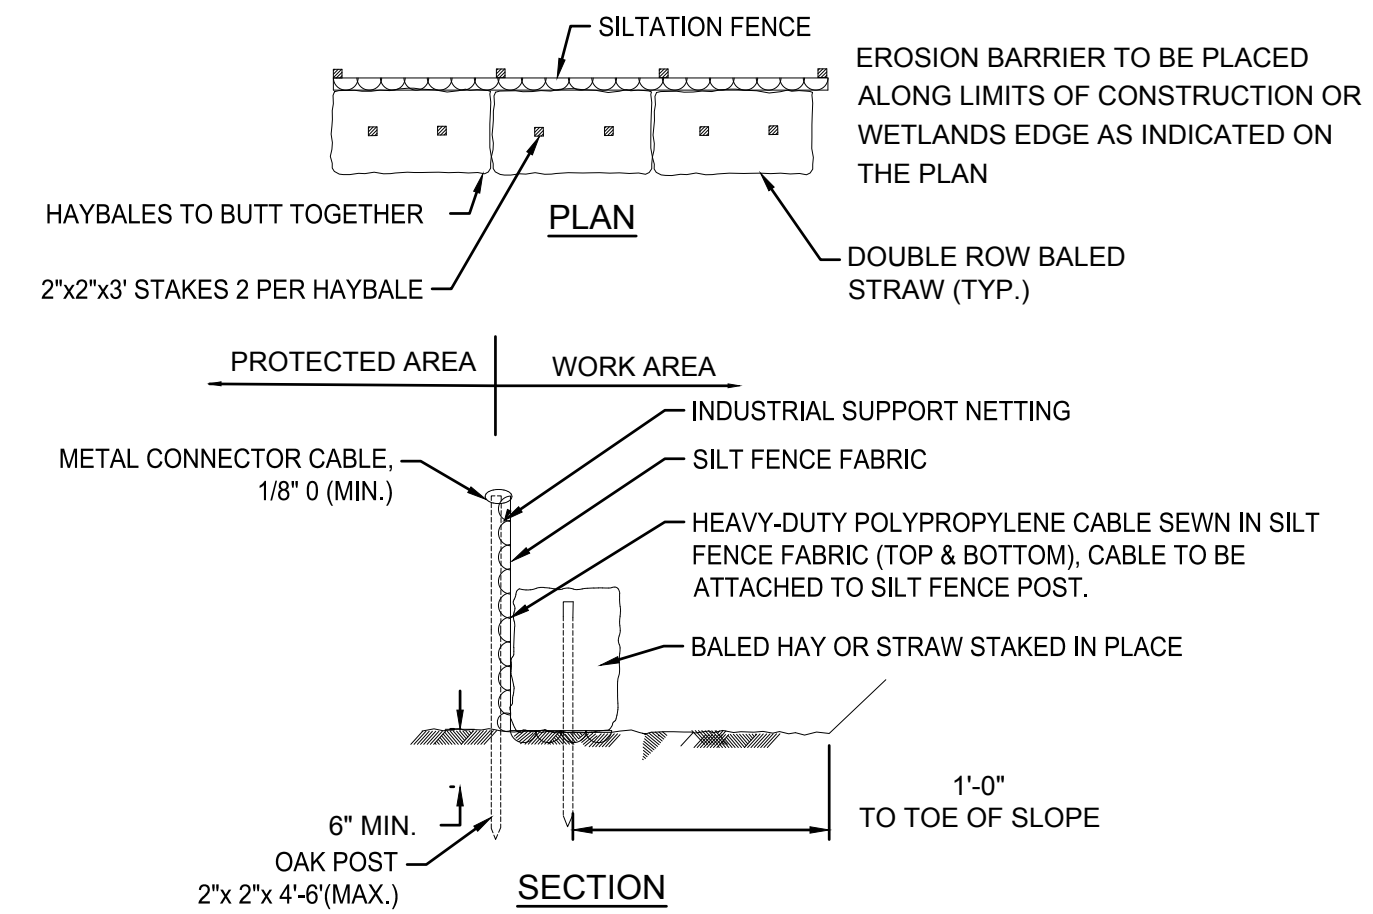 SILTATION FENCE
EROSION BARRIER TO BE PLACED
ALONG LIMITS OF CONSTRUCTION OR
WETLANDS EDGE AS INDICATED ON
THE PLAN
HAYBALES TO BUTT TOGETHER
PLAN
2"x2"x3' STAKES 2 PER HAYBALE
DOUBLE ROW BALED
STRAW (TYP.)
PROTECTED AREA
WORK AREA
INDUSTRIAL SUPPORT NETTING
METAL CONNECTOR CABLE,
1/8" 0 (MIN.)
SILT FENCE FABRIC
HEAVY-DUTY POLYPROPYLENE CABLE SEWN IN SILT
FENCE FABRIC (TOP & BOTTOM), CABLE TO BE
ATTACHED TO SILT FENCE POST.
BALED HAY OR STRAW STAKED IN PLACE
1'-0"
TO TOE OF SLOPE
6" MIN.
OAK POST
2"x 2"x 4'-6'(MAX.)
SECTION